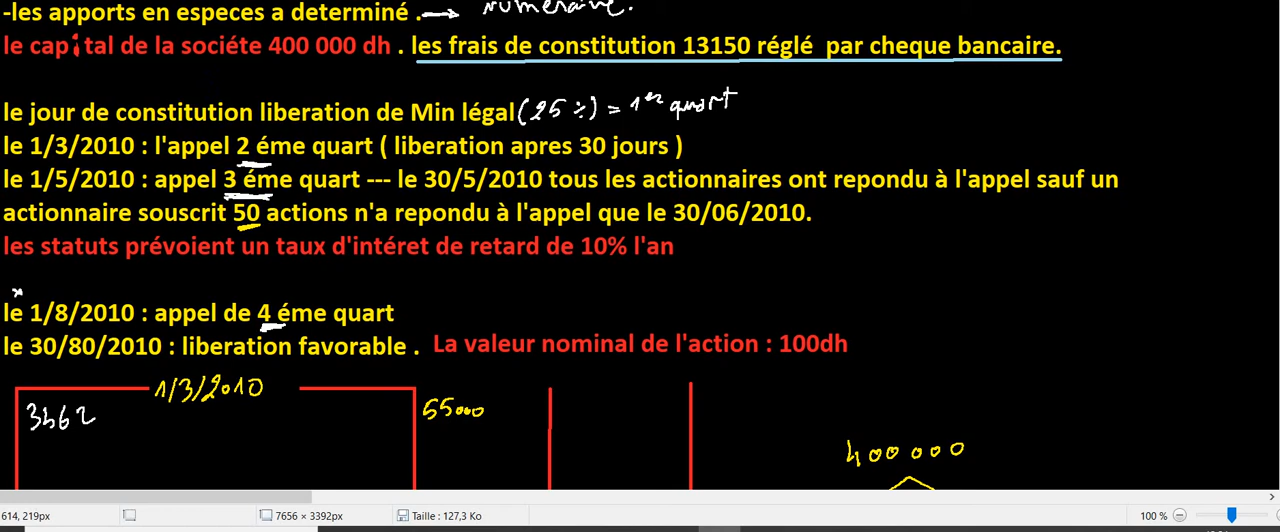 -les apports en especes a determiné . numéraire.
le capital de la sociéte 400 000 dh . les frais de constitution 13150 réglé par cheque bancaire.
le jour de constitution liberation de Min légal (25 %) = 1er quart
le 1/3/2010 : l'appel 2 éme quart ( liberation apres 30 jours )
le 1/5/2010 : appel 3 éme quart --- le 30/5/2010 tous les actionnaires ont repondu à l'appel sauf un
actionnaire souscrit 50 actions n'a repondu à l'appel que le 30/06/2010.
les statuts prévoient un taux d'intéret de retard de 10% l'an
le 1/8/2010 : appel de 4 éme quart
le 30/80/2010 : liberation favorable . La valeur nominal de l'action : 100dh
1/3/2010
3462 55000
400 000
614, 219px 7656 × 3392px Taille : 127,3 Ko 100 %